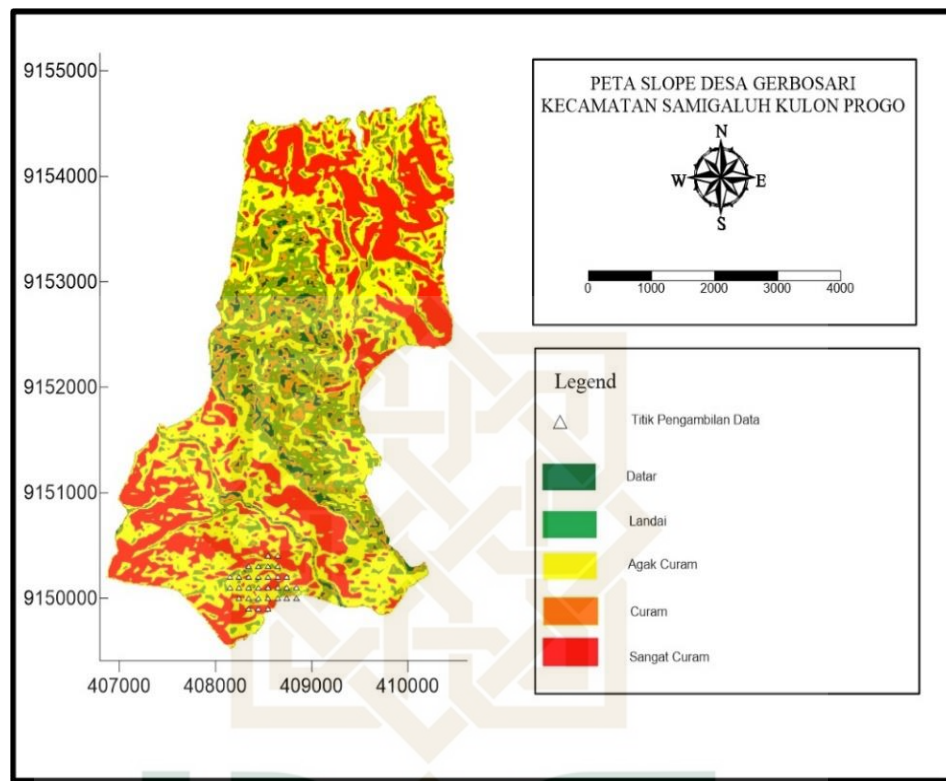 9155000
9154000
9153000
9152000
9151000
9150000
407000 408000 409000 410000
PETA SLOPE DESA GERBOSARI
KECAMATAN SAMIGALUH KULON PROGO
N
W E
S
0 1000 2000 3000 4000
Legend
Titik Pengambilan Data
Datar
Landai
Agak Curam
Curam
Sangat Curam